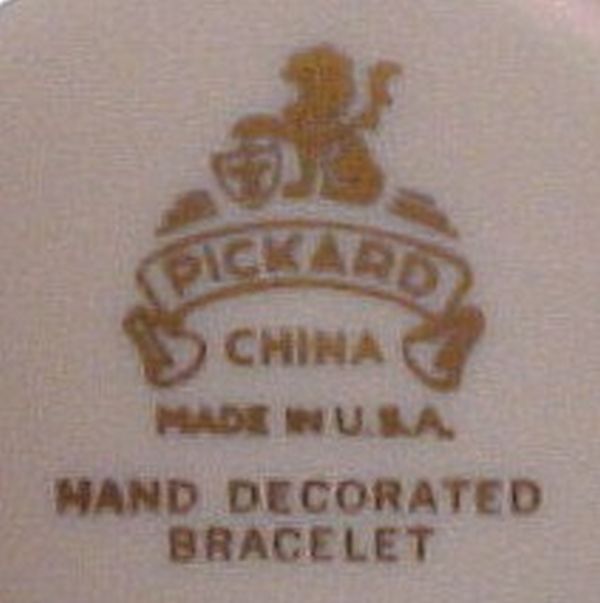 PICKARD
CHINA
MADE IN U.S.A.
HAND DECORATED
BRACELET